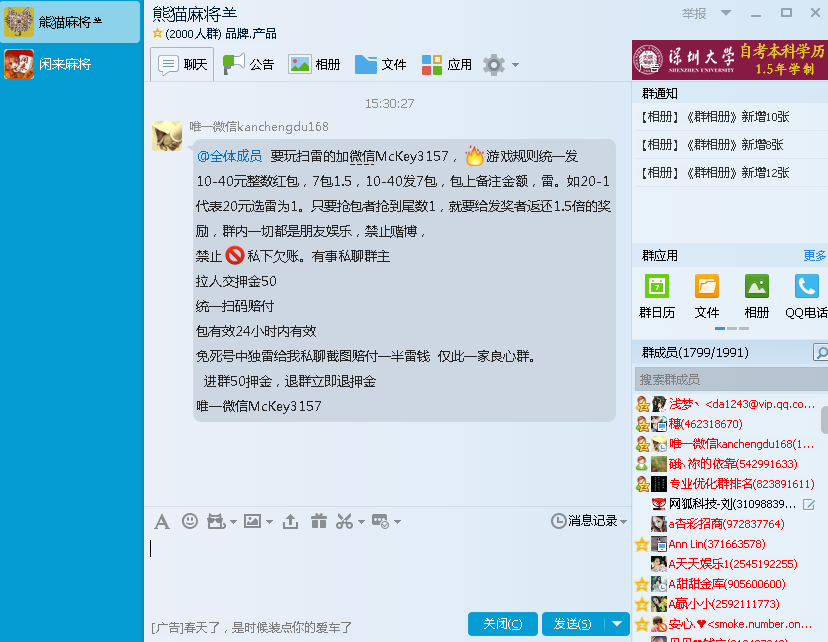 熊猫麻将
闲来麻将
熊猫麻将
(2000人群) 品牌.产品
举报
聊天
公告
相册
文件
应用
15:30:27
唯一微信kanchengdu168
@全体成员 要玩扫雷的加微信McKey3157，🔥游戏规则统一发
10-40元整数红包，7包1.5，10-40发7包，包上备注金额，雷。如20-1
代表20元选雷为1。只要抢包者抢到尾数1，就要给发奖者返还1.5倍的奖
励，群内一切都是朋友娱乐，禁止赌博，
禁止🚫私下欠账。有事私聊群主
拉人交押金50
统一扫码赔付
包有效24小时内有效
免死号中独雷给我私聊截图赔付一半雷钱 仅此一家良心群。
进群50押金，退群立即退押金
唯一微信McKey3157
消息记录
[广告]春天了，是时候装点你的爱车了
关闭(C)
发送(S)
深圳大学
SHENZHEN UNIVERSITY
自考本科学历
1.5年学制
广告
群通知
【相册】 《群相册》新增10张
【相册】 《群相册》新增8张
【相册】 《群相册》新增12张
群应用
更多
7
群日历
文件
相册
QQ电话
群成员(1799/1991)
搜索群成员
浅梦丶 <da1243@vip.qq.co...
穗(462318670)
唯一微信kanchengdu168(1...
祢的依靠(542991633)
专业优化群排名(823891611)
网狐科技-刘(31098839...
a杏彩招商(972837764)
Ann Lin(371663578)
A天天娱乐1(2545192255)
A甜甜金库(905600600)
A赢小小(2592111773)
安心.♥<smoke.number.on...